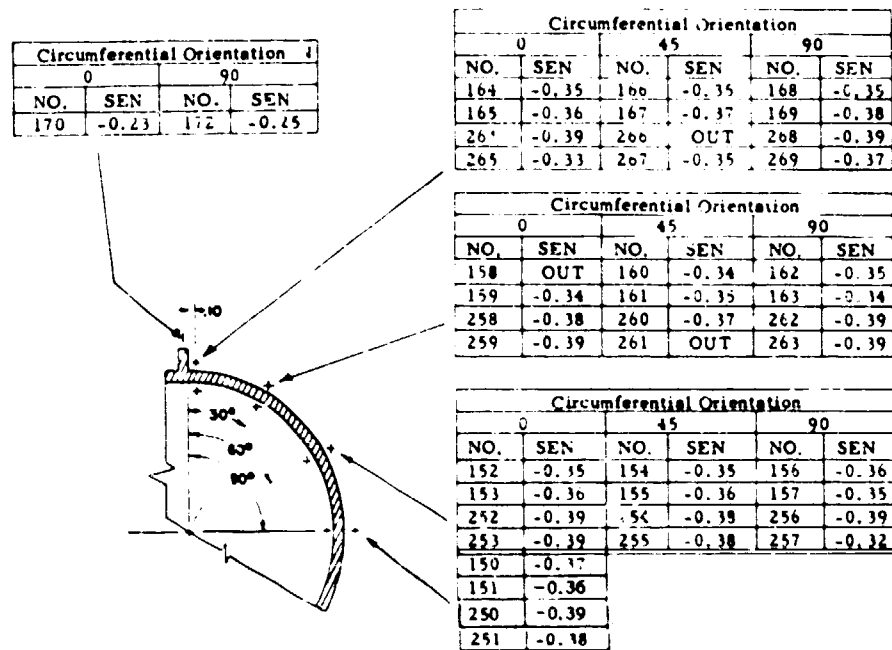 Circumferential Orientation
0 90
NO. SEN NO. SEN
170 -0.23 172 -0.25
Circumferential Orientation
0 45 90
NO. SEN NO. SEN NO. SEN
164 -0.35 166 -0.35 168 -0.35
165 -0.36 167 -0.37 169 -0.38
-0.39 266 OUT 268 -0.39
265 -0.33 267 -0.35 269 -0.37
Circumferential Orientation
0 45 90
NO. SEN NO. SEN NO. SEN
158 OUT 160 -0.34 162 -0.35
159 -0.34 161 -0.35 163 -0.34
258 -0.38 260 -0.37 262 -0.39
259 -0.39 261 OUT 263 -0.39
Circumferential Orientation
0 45 90
NO. SEN NO. SEN NO. SEN
152 -0.35 154 -0.35 156 -0.36
153 -0.36 155 -0.36 157 -0.35
252 -0.39 256 -0.39
253 -0.39 255 -0.38 257 -0.32
150 -0.37
151 -0.36
250 -0.39
251 -0.38
.10
30°
60°
90°